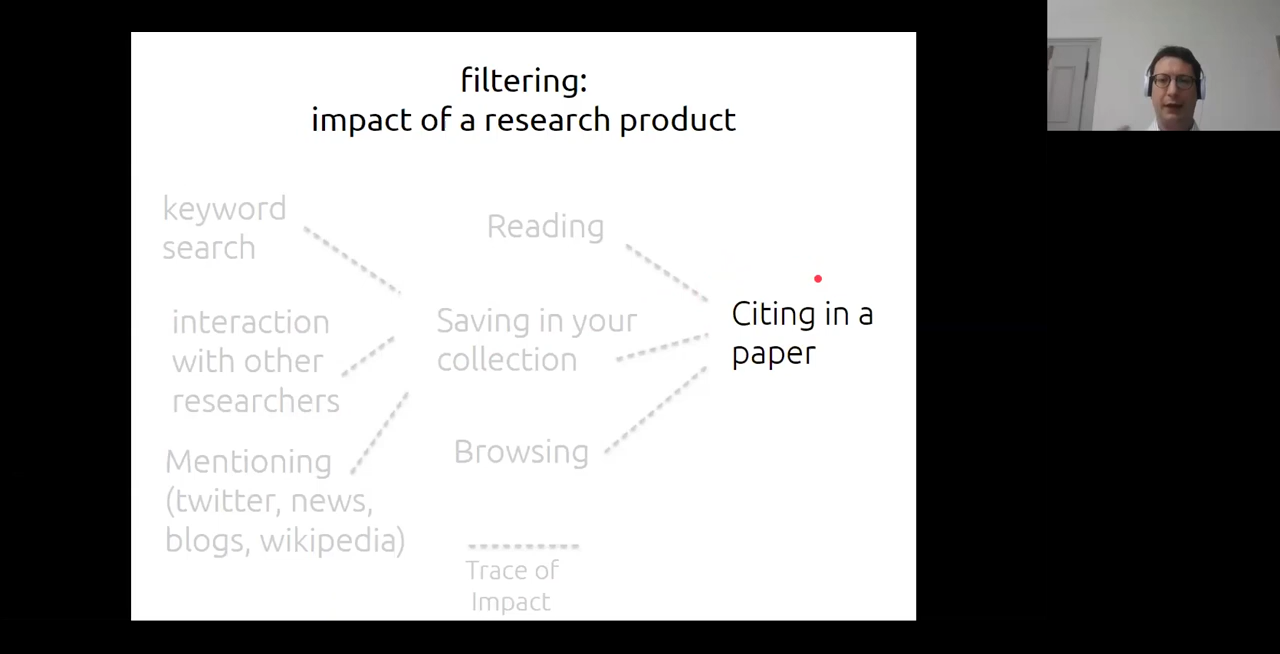 filtering:
impact of a research product
keyword
search
interaction
with other
researchers
Mentioning
(twitter, news,
blogs, wikipedia)
Reading
Saving in your
collection
Browsing
Trace of
Impact
Citing in a
paper